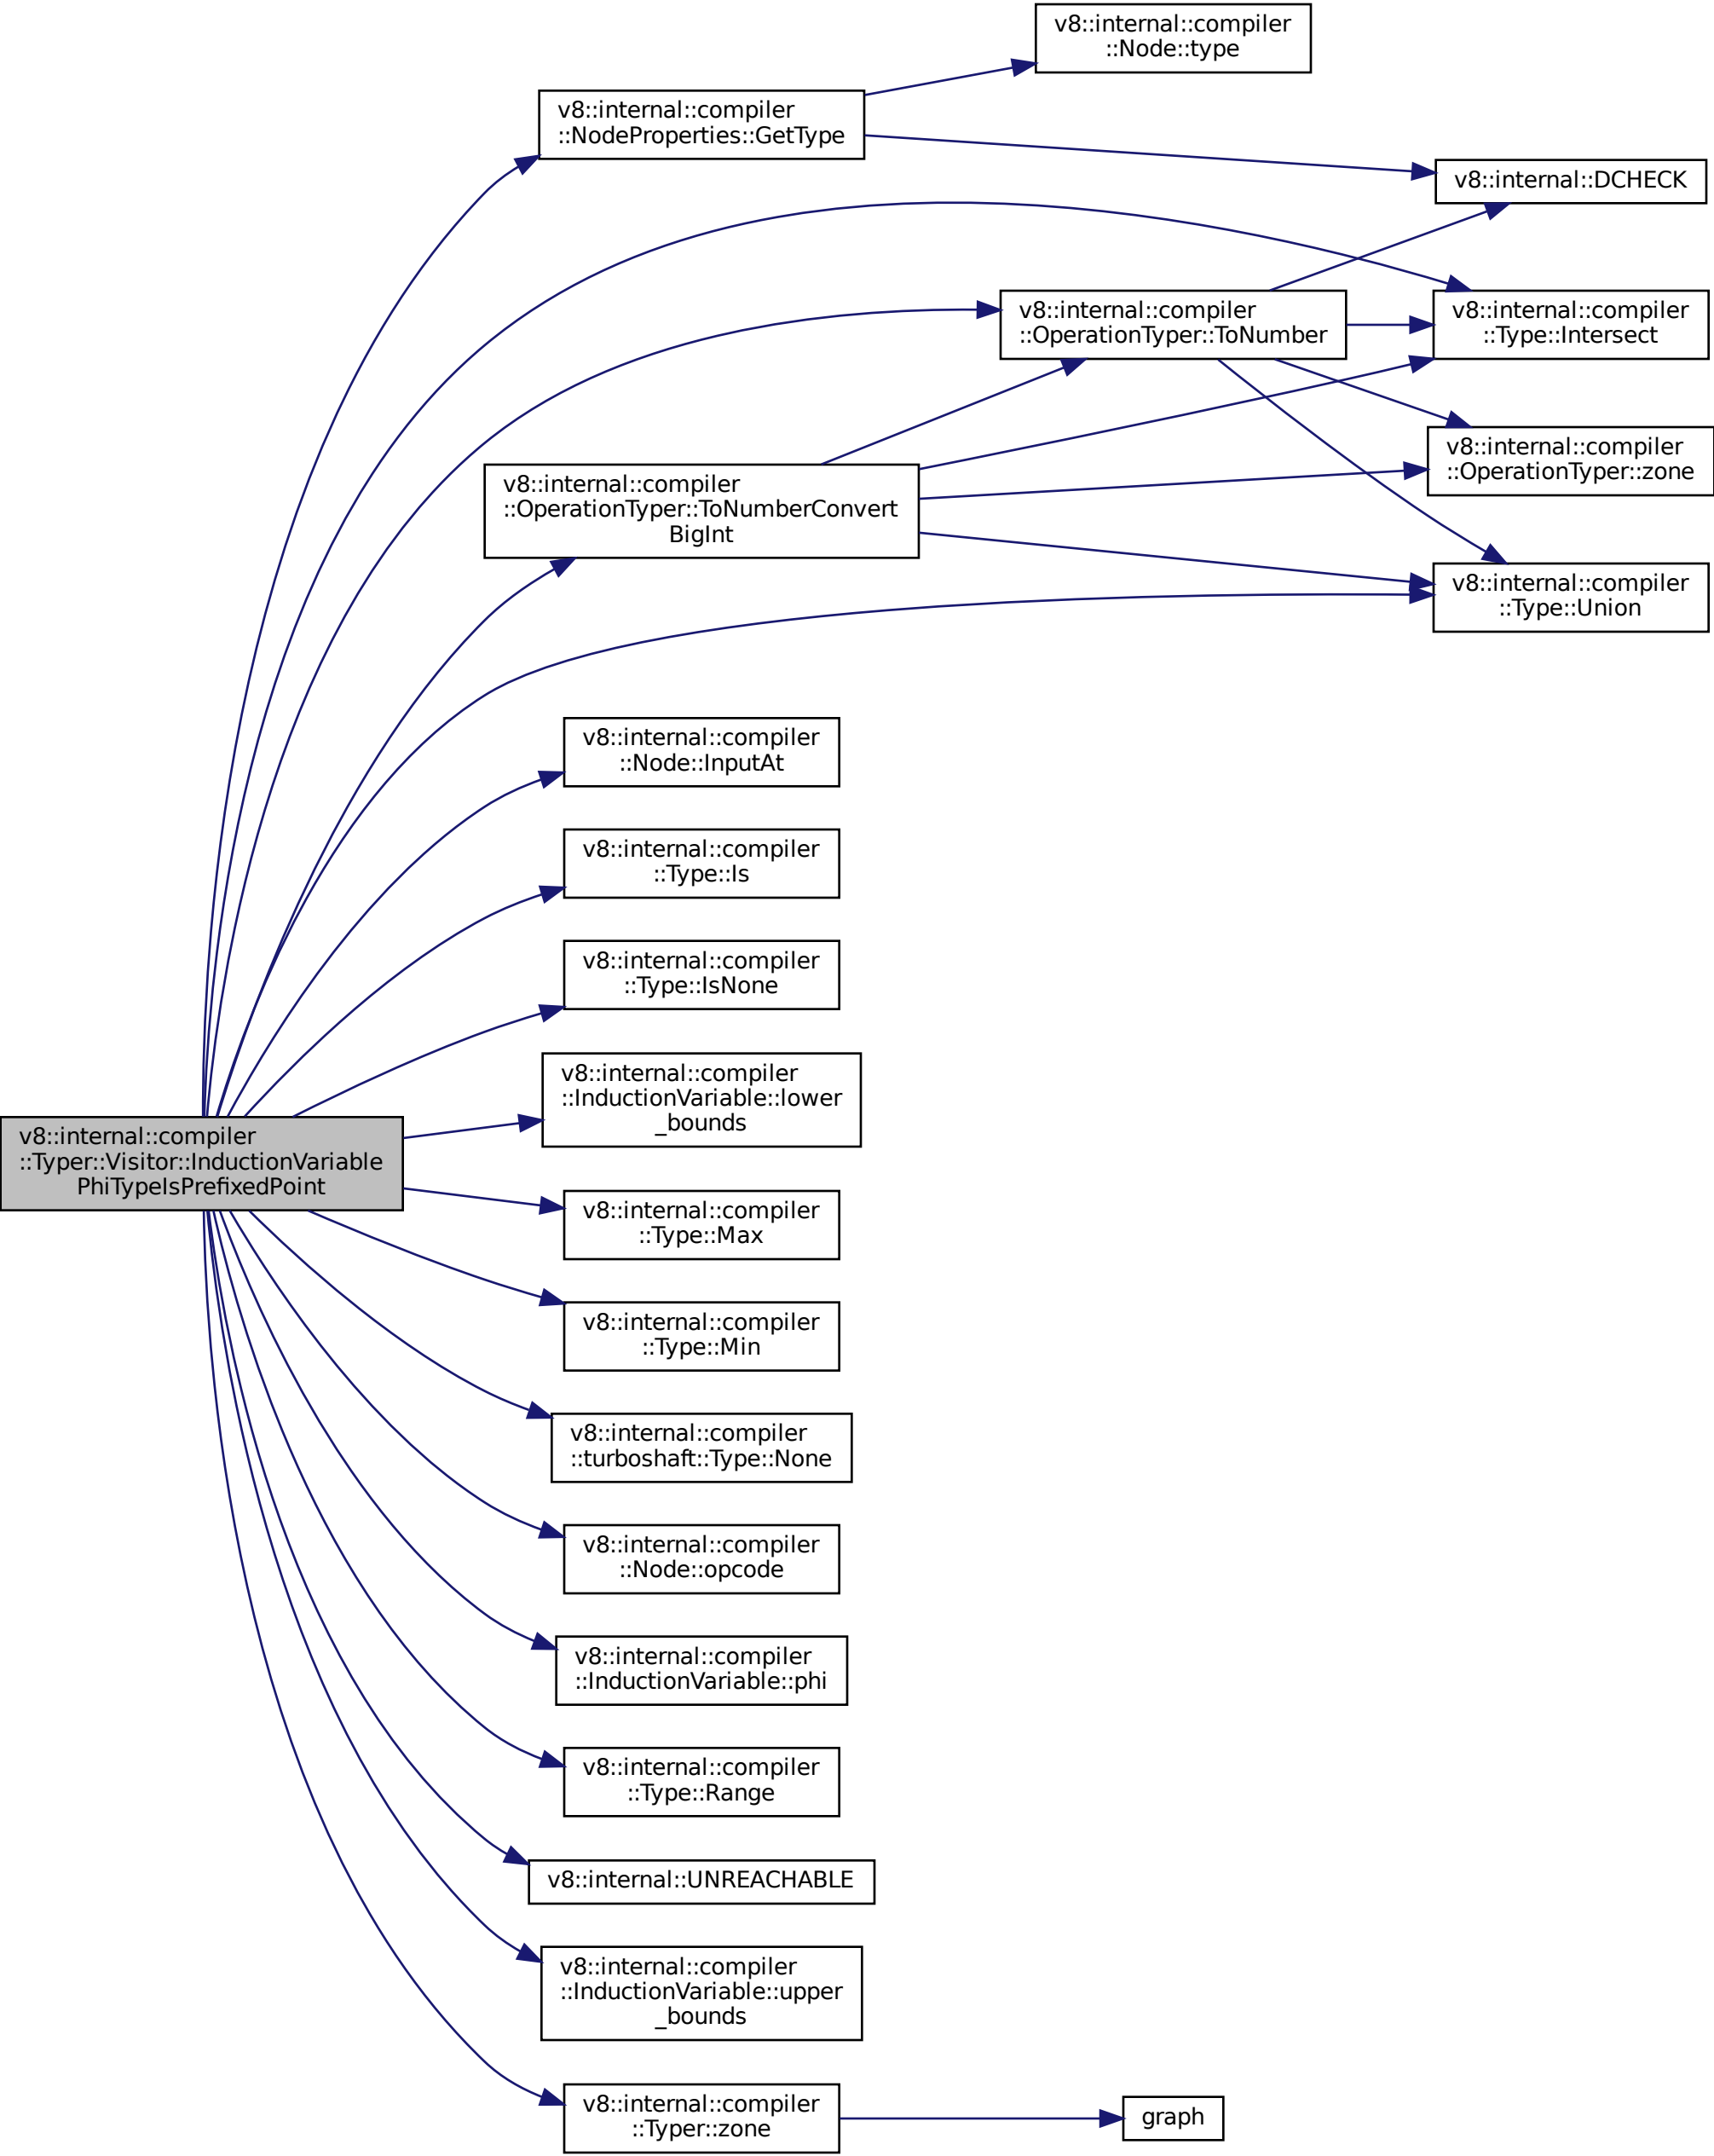 v8::internal::compiler
::Node::type
v8::internal::compiler
::NodeProperties::GetType
v8::internal::DCHECK
v8::internal::compiler
::OperationTyper::ToNumber
v8::internal::compiler
::Type::Intersect
v8::internal::compiler
::OperationTyper::zone
v8::internal::compiler
::OperationTyper::ToNumberConvert
BigInt
v8::internal::compiler
::Type::Union
v8::internal::compiler
::Node::InputAt
v8::internal::compiler
::Type::Is
v8::internal::compiler
::Type::IsNone
v8::internal::compiler
::InductionVariable::lower
_bounds
v8::internal::compiler
::Typer::Visitor::InductionVariable
PhiTypeIsPrefixedPoint
v8::internal::compiler
::Type::Max
v8::internal::compiler
::Type::Min
v8::internal::compiler
::turboshaft::Type::None
v8::internal::compiler
::Node::opcode
v8::internal::compiler
::InductionVariable::phi
v8::internal::compiler
::Type::Range
v8::internal::UNREACHABLE
v8::internal::compiler
::InductionVariable::upper
_bounds
v8::internal::compiler
::Typer::zone
graph